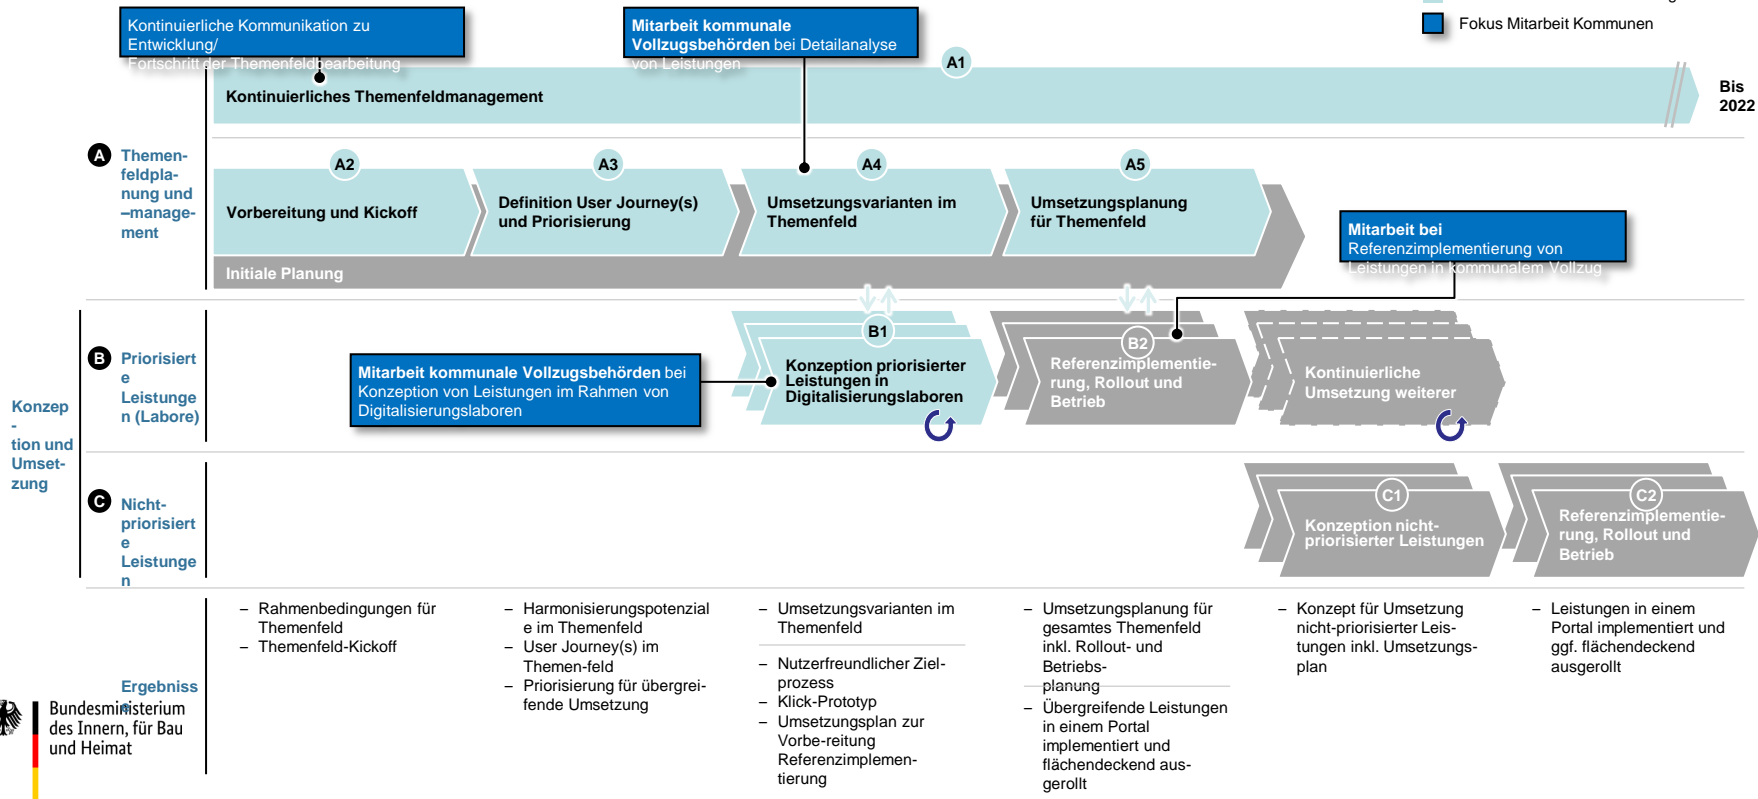 Kontinuierliche Kommunikation zu
Entwicklung/
Fortschritt der Themenfeldbearbeitung
Mitarbeit kommunale
Vollzugsbehörden bei Detailanalyse
von Leistungen
Fokus Mitarbeit Kommunen
A1
Kontinuierliches Themenfeldmanagement
Bis
2022
A
Themen-
feldpla-
nung und
–manage-
ment
A2
Vorbereitung und Kickoff
A3
Definition User Journey(s)
und Priorisierung
A4
Umsetzungsvarianten im
Themenfeld
A5
Umsetzungsplanung
für Themenfeld
Initiale Planung
Mitarbeit bei
Referenzimplementierung von
Leistungen in kommunalem Vollzug
Konzep
-
tion und
Umset-
zung
B
Priorisiert
e
Leistunge
n (Labore)
Mitarbeit kommunale Vollzugsbehörden bei
Konzeption von Leistungen im Rahmen von
Digitalisierungslaboren
B1
Konzeption priorisierter
Leistungen in
Digitalisierungslaboren
B2
Referenzimplementie-
rung, Rollout und
Betrieb
Kontinuierliche
Umsetzung weiterer
C
Nicht-
priorisiert
e
Leistunge
n
C1
Konzeption nicht-
priorisierter Leistungen
C2
Referenzimplementie-
rung, Rollout und
Betrieb
Ergebniss
e
– Rahmenbedingungen für
Themenfeld
– Themenfeld-Kickoff
– Harmonisierungspotenzial
e im Themenfeld
– User Journey(s) im
Themen-feld
– Priorisierung für übergrei-
fende Umsetzung
– Umsetzungsvarianten im
Themenfeld
– Nutzerfreundlicher Ziel-
prozess
– Klick-Prototyp
– Umsetzungsplan zur
Vorbe-reitung
Referenzimplemen-
tierung
– Umsetzungsplanung für
gesamtes Themenfeld
inkl. Rollout- und
Betriebs-
planung
– Übergreifende Leistungen
in einem Portal
implementiert und
flächendeckend aus-
gerollt
– Konzept für Umsetzung
nicht-priorisierter Leis-
tungen inkl. Umsetzungs-
plan
– Leistungen in einem
Portal implementiert und
ggf. flächendeckend
ausgerollt
Bundesministerium
des Innern, für Bau
und Heimat